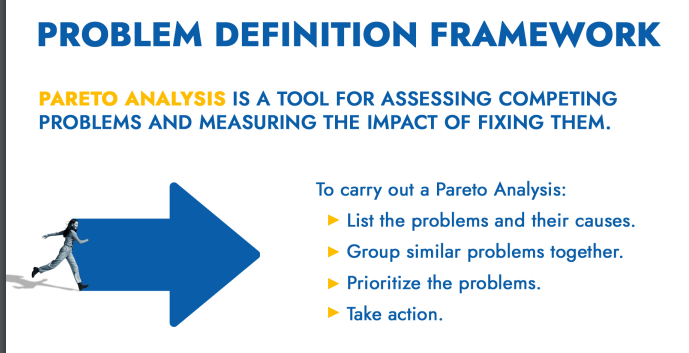 PROBLEM DEFINITION FRAMEWORK
PARETO ANALYSIS IS A TOOL FOR ASSESSING COMPETING
PROBLEMS AND MEASURING THE IMPACT OF FIXING THEM.
To carry out a Pareto Analysis:
List the problems and their causes.
Group similar problems together.
Prioritize the problems.
Take action.